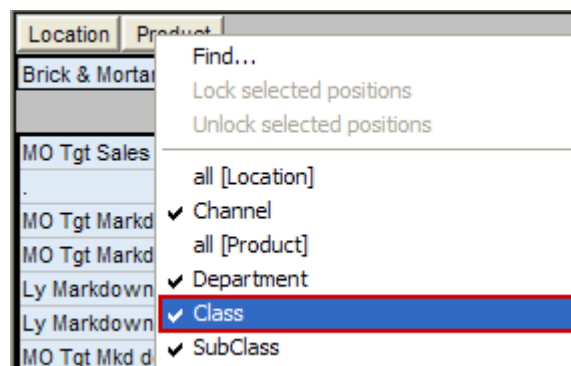 Location Product
Find...
Brick & Mortar
Lock selected positions
Unlock selected positions
MO Tgt Sales
all [Location]
.
Channel
MO Tgt Markd
all [Product]
MO Tgt Markd
Department
Ly Markdown
Class
Ly Markdown
SubClass
MO Tgt Mkd d